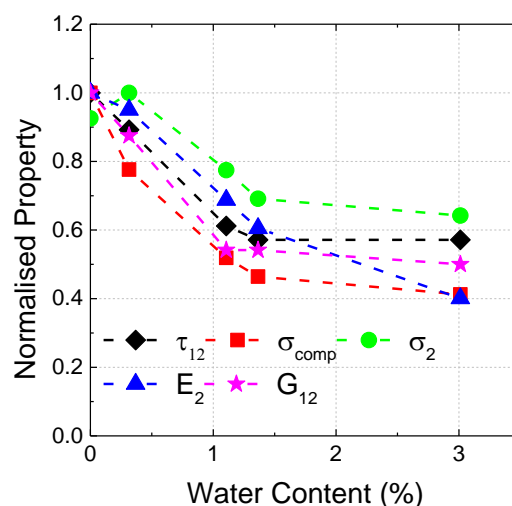 1.2
1.0
0.8
0.6
0.4
0.2
0.0
Normalised Property
τ12 σcomp σ2
E2 G12
0 1 2 3
Water Content (%)